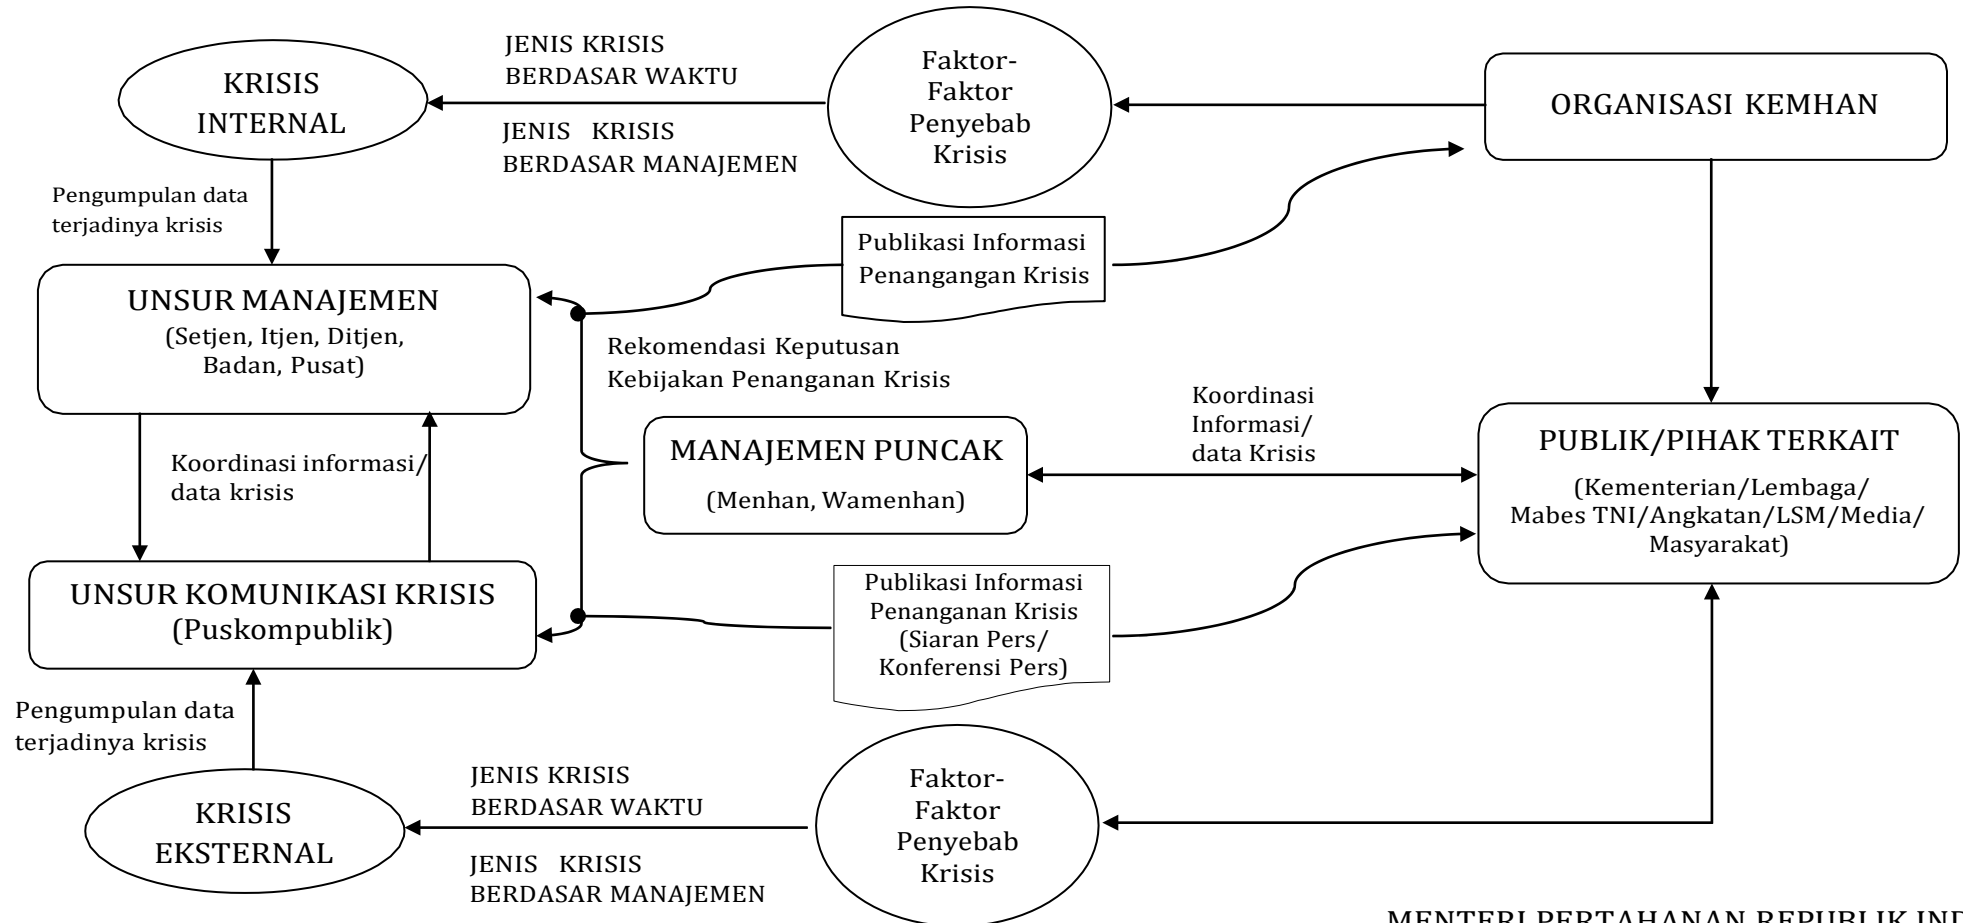 JENIS KRISIS
BERDASAR WAKTU
KRISIS
INTERNAL
JENIS KRISIS
BERDASAR MANAJEMEN
Faktor-
Faktor
Penyebab
Krisis
ORGANISASI KEMHAN
Pengumpulan data
terjadinya krisis
Publikasi Informasi
Penangangan Krisis
UNSUR MANAJEMEN
(Setjen, Itjen, Ditjen,
Badan, Pusat)
Rekomendasi Keputusan
Kebijakan Penanganan Krisis
Koordinasi
Informasi/
data Krisis
MANAJEMEN PUNCAK
(Menhan, Wamenhan)
PUBLIK/PIHAK TERKAIT
(Kementerian/Lembaga/
Mabes TNI/Angkatan/LSM/Media/
Masyarakat)
Koordinasi informasi/
data krisis
UNSUR KOMUNIKASI KRISIS
(Puskompublik)
Publikasi Informasi
Penanganan Krisis
(Siaran Pers/
Konferensi Pers)
Pengumpulan data
terjadinya krisis
KRISIS
EKSTERNAL
JENIS KRISIS
BERDASAR WAKTU
JENIS KRISIS
BERDASAR MANAJEMEN
Faktor-
Faktor
Penyebab
Krisis
MENTERI PERTAHANAN REPUBLIK